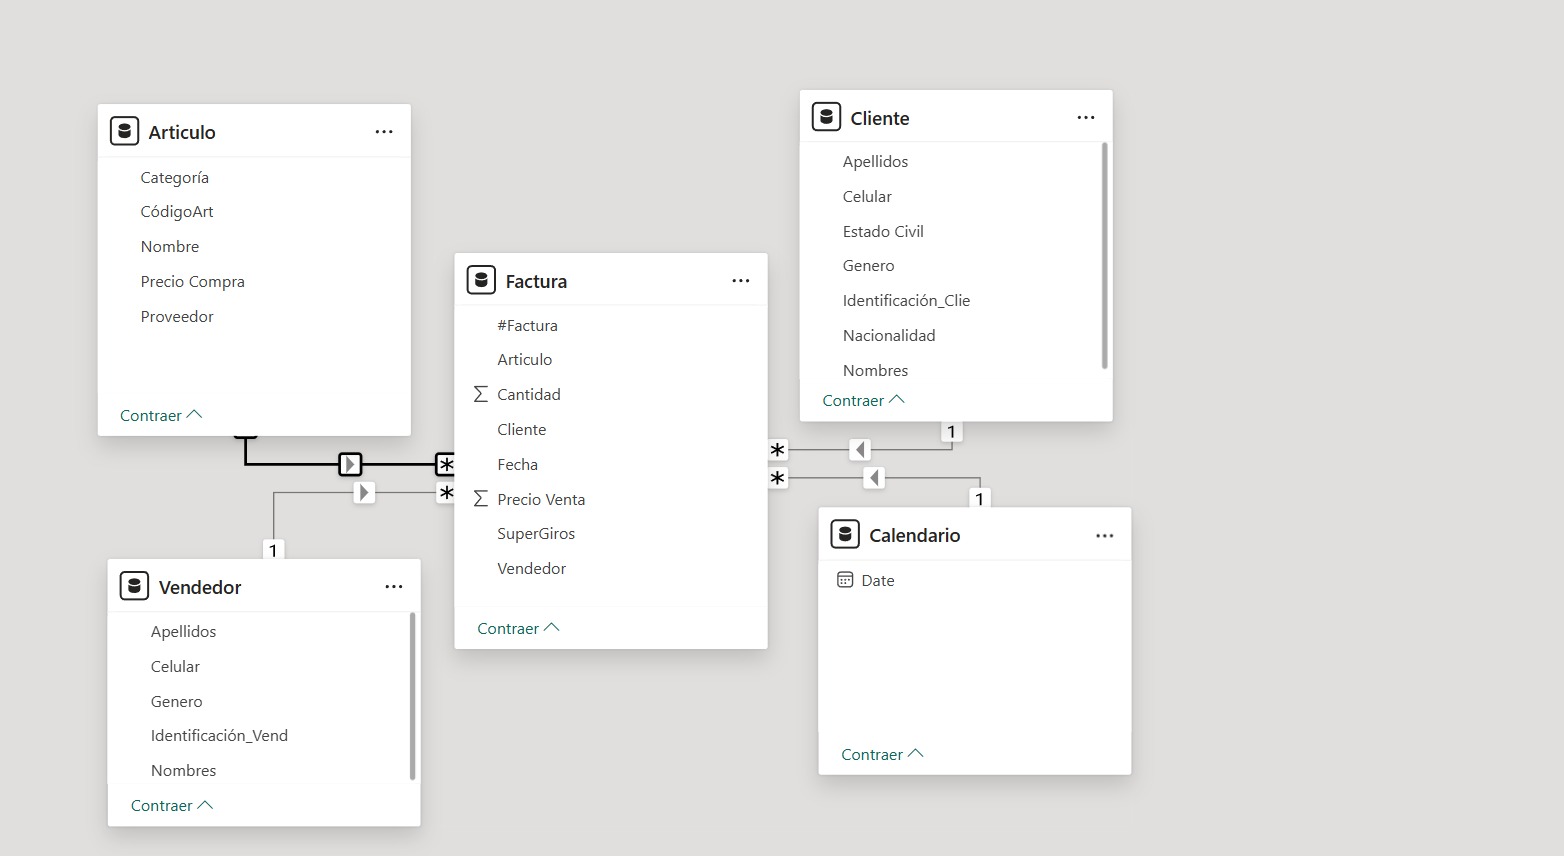 Articulo
Categoría
CódigoArt
Nombre
Precio Compra
Proveedor
Contraer
Cliente
Apellidos
Celular
Estado Civil
Genero
Identificación_Clie
Nacionalidad
Nombres
Contraer
Factura
#Factura
Articulo
Cantidad
Cliente
Fecha
Precio Venta
SuperGiros
Vendedor
Contraer
*
*
*
*
1
1
1
Vendedor
Apellidos
Celular
Genero
Identificación_Vend
Nombres
Contraer
Calendario
Date
Contraer